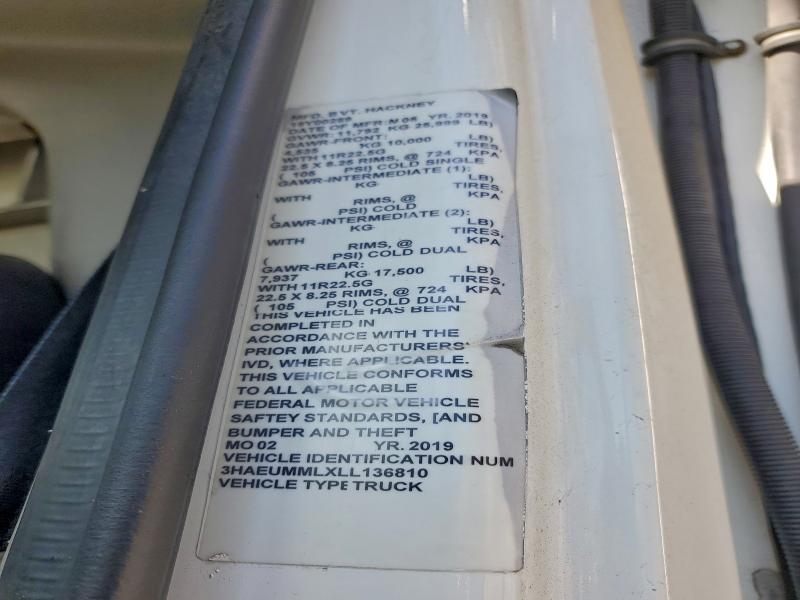 MFD. BVT. HACKNEY
19Y00289
DATE OF MFR: M 05 YR. 2019
GVWR: 11,792 KG 25,999 LB)
GAWR-FRONT:
4,535 KG 10,000 LB)
WITH 11R22.5G TIRES,
22.5 X 8.25 RIMS, @ 724 KPA
( 105 PSI) COLD SINGLE
GAWR-INTERMEDIATE (1):
KG LB)
WITH TIRES,
RIMS, @ KPA
( PSI) COLD
GAWR-INTERMEDIATE (2):
KG LB)
WITH TIRES,
RIMS, @ KPA
( PSI) COLD DUAL
GAWR-REAR:
7,937 KG 17,500 LB)
WITH 11R22.5G TIRES,
22.5 X 8.25 RIMS, @ 724 KPA
( 105 PSI) COLD DUAL
THIS VEHICLE HAS BEEN
COMPLETED IN
ACCORDANCE WITH THE
PRIOR MANUFACTURERS'
IVD, WHERE APPLICABLE.
THIS VEHICLE CONFORMS
TO ALL APPLICABLE
FEDERAL MOTOR VEHICLE
SAFTEY STANDARDS, [AND
BUMPER AND THEFT
MO 02 YR. 2019
VEHICLE IDENTIFICATION NUM
3HAEUMMLXLL136810
VEHICLE TYPE TRUCK